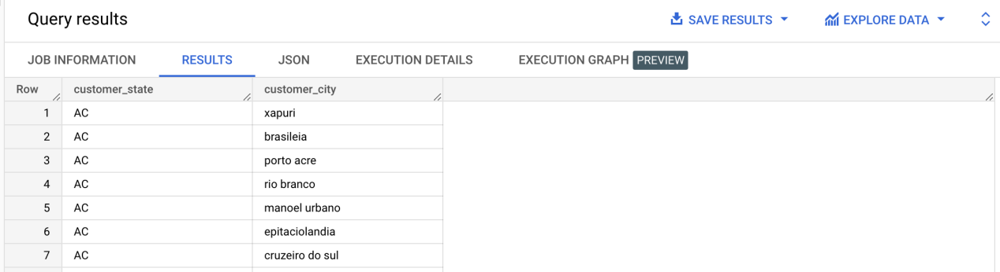 Query results SAVE RESULTS EXPLORE DATA
JOB INFORMATION RESULTS JSON EXECUTION DETAILS EXECUTION GRAPH PREVIEW
Row customer_state customer_city
1 AC xapuri
2 AC brasileia
3 AC porto acre
4 AC rio branco
5 AC manoel urbano
6 AC epitaciolandia
7 AC cruzeiro do sul